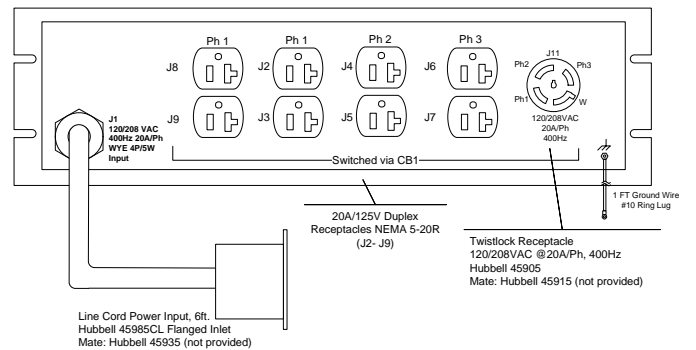 Ph 1
Ph 1
Ph 2
Ph 3
J8
J2
J4
J6
J11
Ph2
Ph3
Ph1
W
J1
120/208 VAC
400Hz 20A/Ph
WYE 4P/5W
Input
J9
J3
J5
J7
120/208VAC
20A/Ph
400Hz
Switched via CB1
1 FT Ground Wire
#10 Ring Lug
20A/125V Duplex
Receptacles NEMA 5-20R
(J2- J9)
Twistlock Receptacle
120/208VAC @20A/Ph, 400Hz
Hubbell 45905
Mate: Hubbell 45915 (not provided)
Line Cord Power Input, 6ft.
Hubbell 45985CL Flanged Inlet
Mate: Hubbell 45935 (not provided)